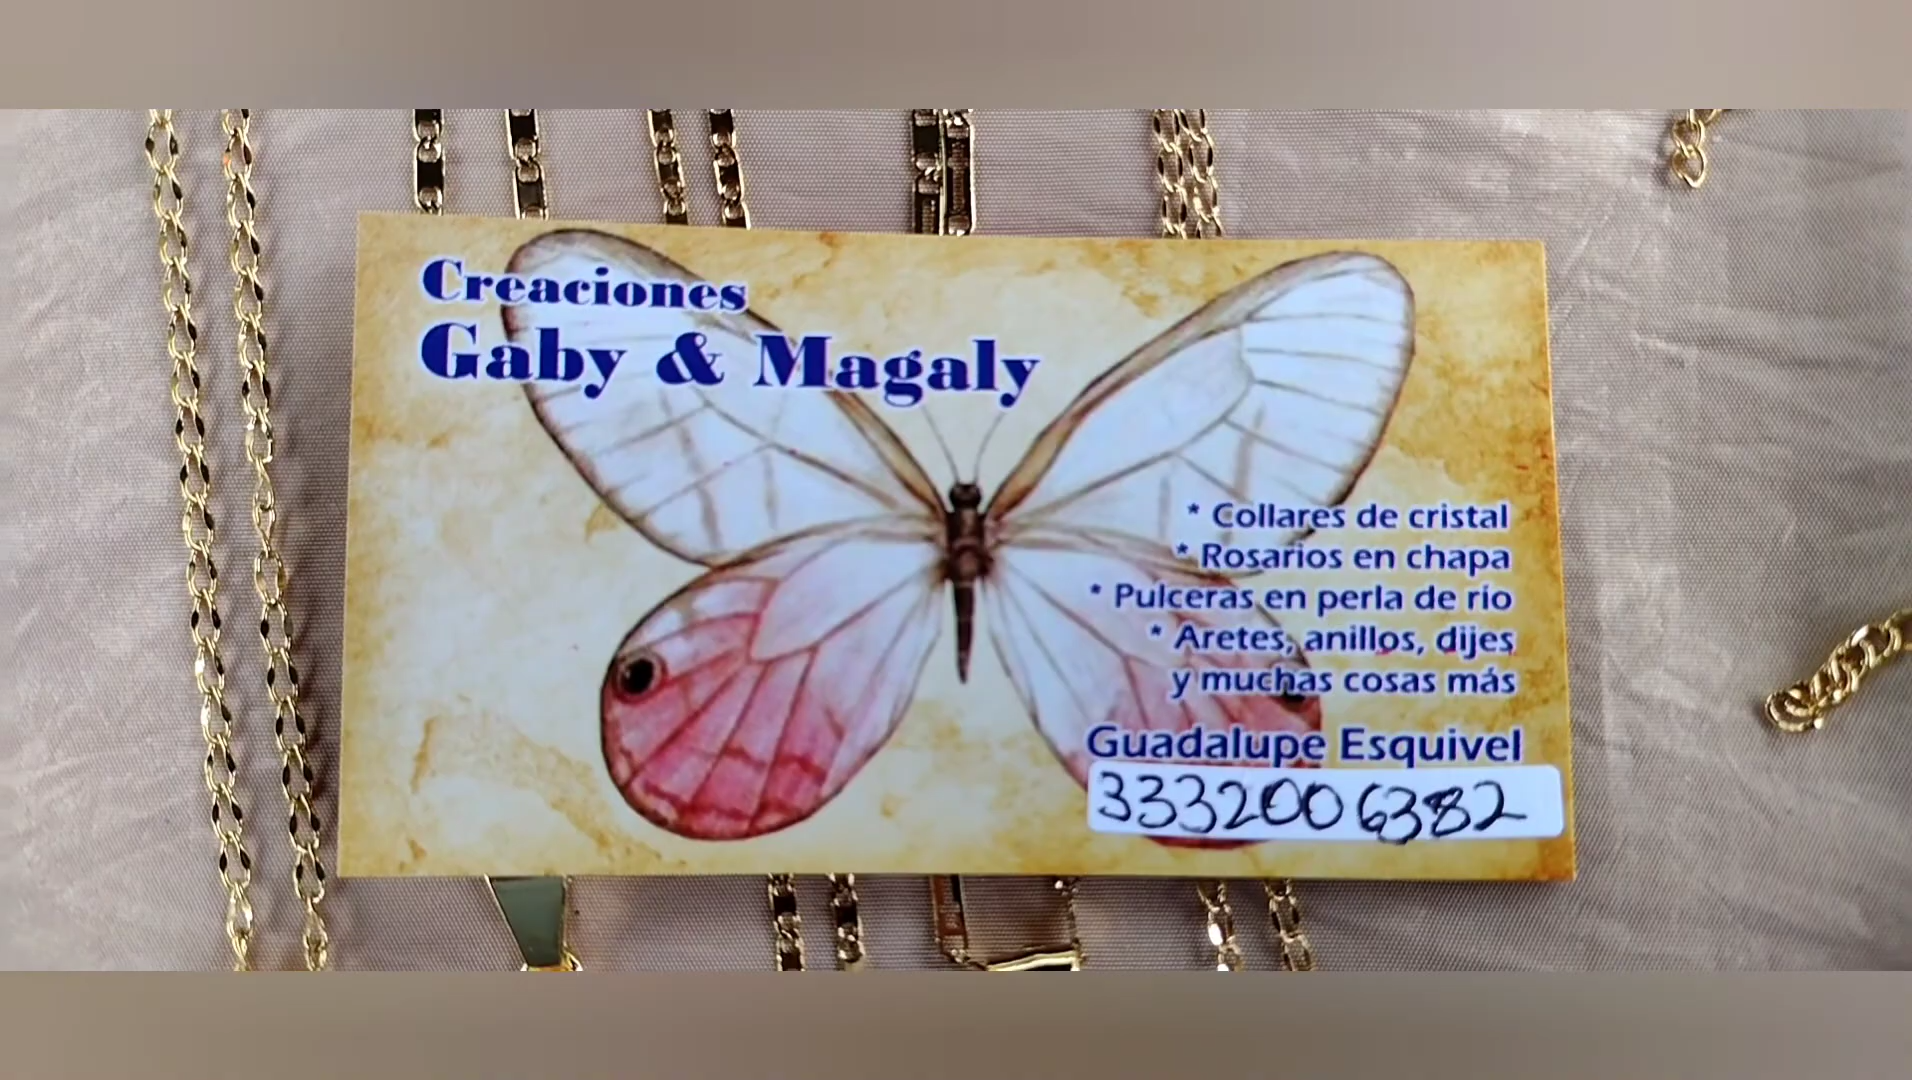 Creaciones
Gaby & Magaly
* Collares de cristal
* Rosarios en chapa
* Pulceras en perla de río
* Aretes, anillos, dijes
y muchas cosas más
Guadalupe Esquivel
3332006382